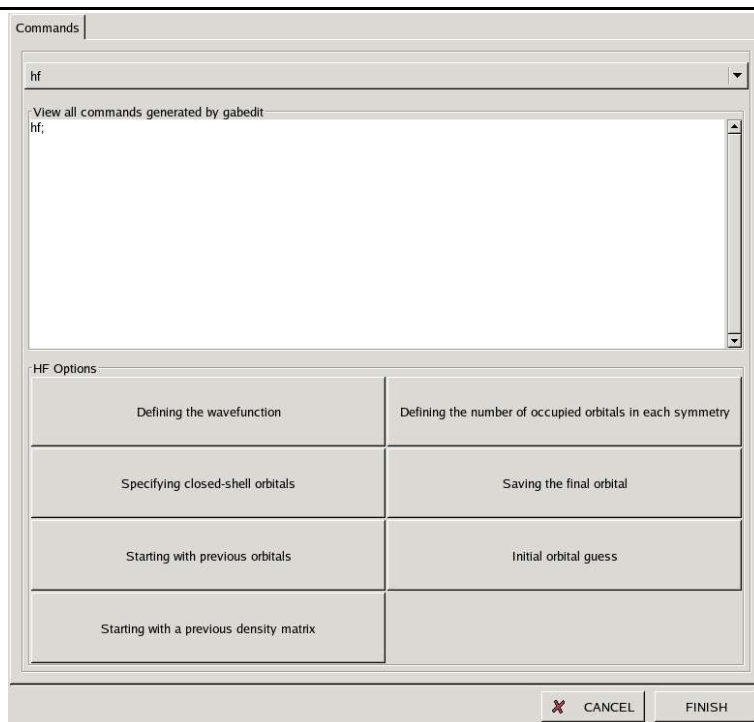 Commands
hf
View all commands generated by gabedit
hf;
HF Options
Defining the wavefunction
Defining the number of occupied orbitals in each symmetry
Specifying closed-shell orbitals
Saving the final orbital
Starting with previous orbitals
Initial orbital guess
Starting with a previous density matrix
CANCEL
FINISH